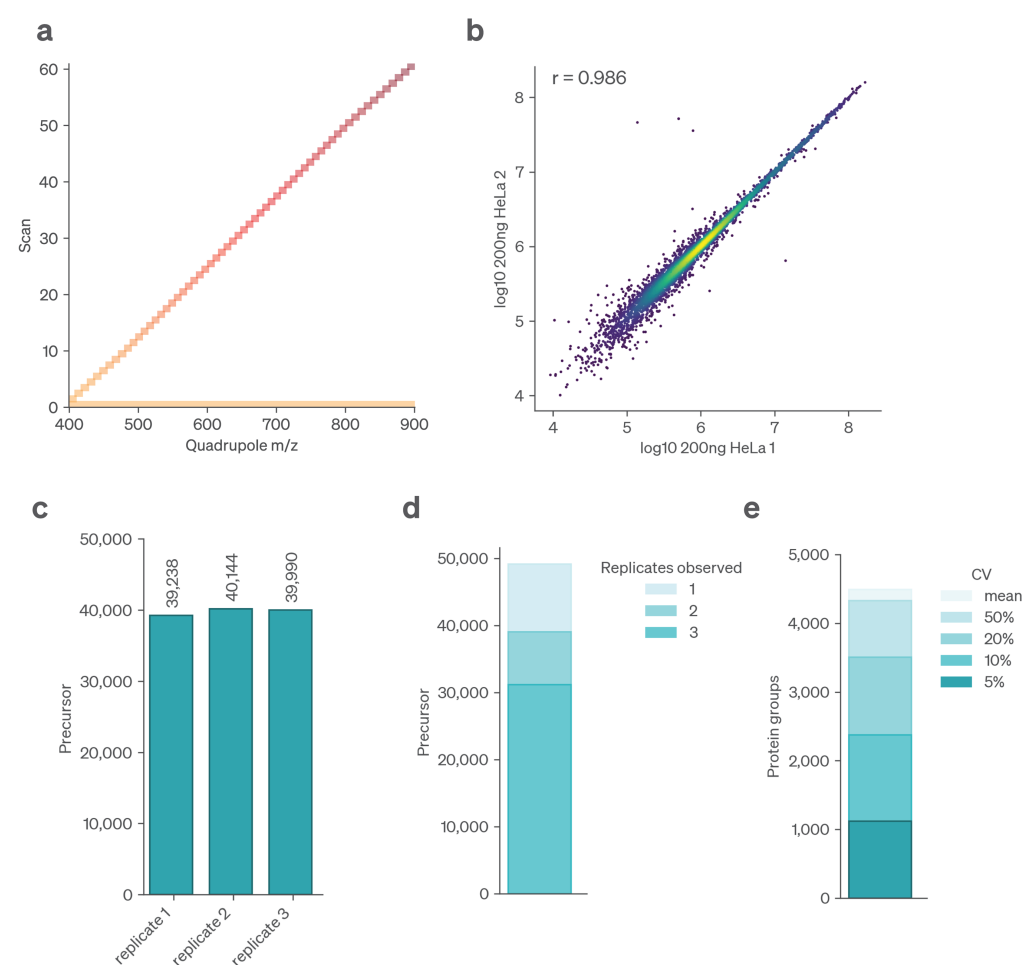 a
60
50
40
30
20
10
0
Scan
400 500 600 700 800 900
Quadrupole m/z
b
r = 0.986
8
7
6
5
4
log10 200ng HeLa 2
4 5 6 7 8
log10 200ng HeLa 1
c
50,000
40,000
30,000
20,000
10,000
0
Precursor
39,238
40,144
39,990
replicate 1
replicate 2
replicate 3
d
50,000
40,000
30,000
20,000
10,000
0
Precursor
Replicates observed
1
2
3
e
5,000
4,000
3,000
2,000
1,000
0
Protein groups
CV
mean
50%
20%
10%
5%